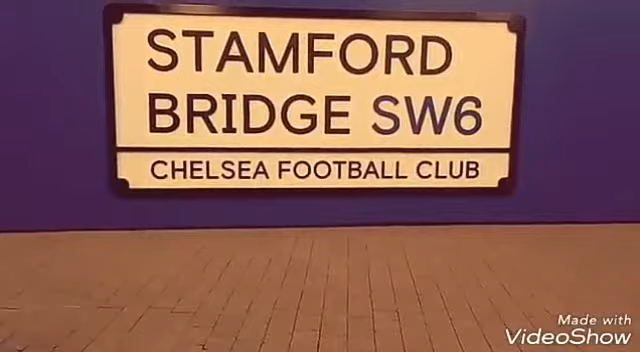 STAMFORD
BRIDGE SW6
CHELSEA FOOTBALL CLUB
Made with
VideoShow